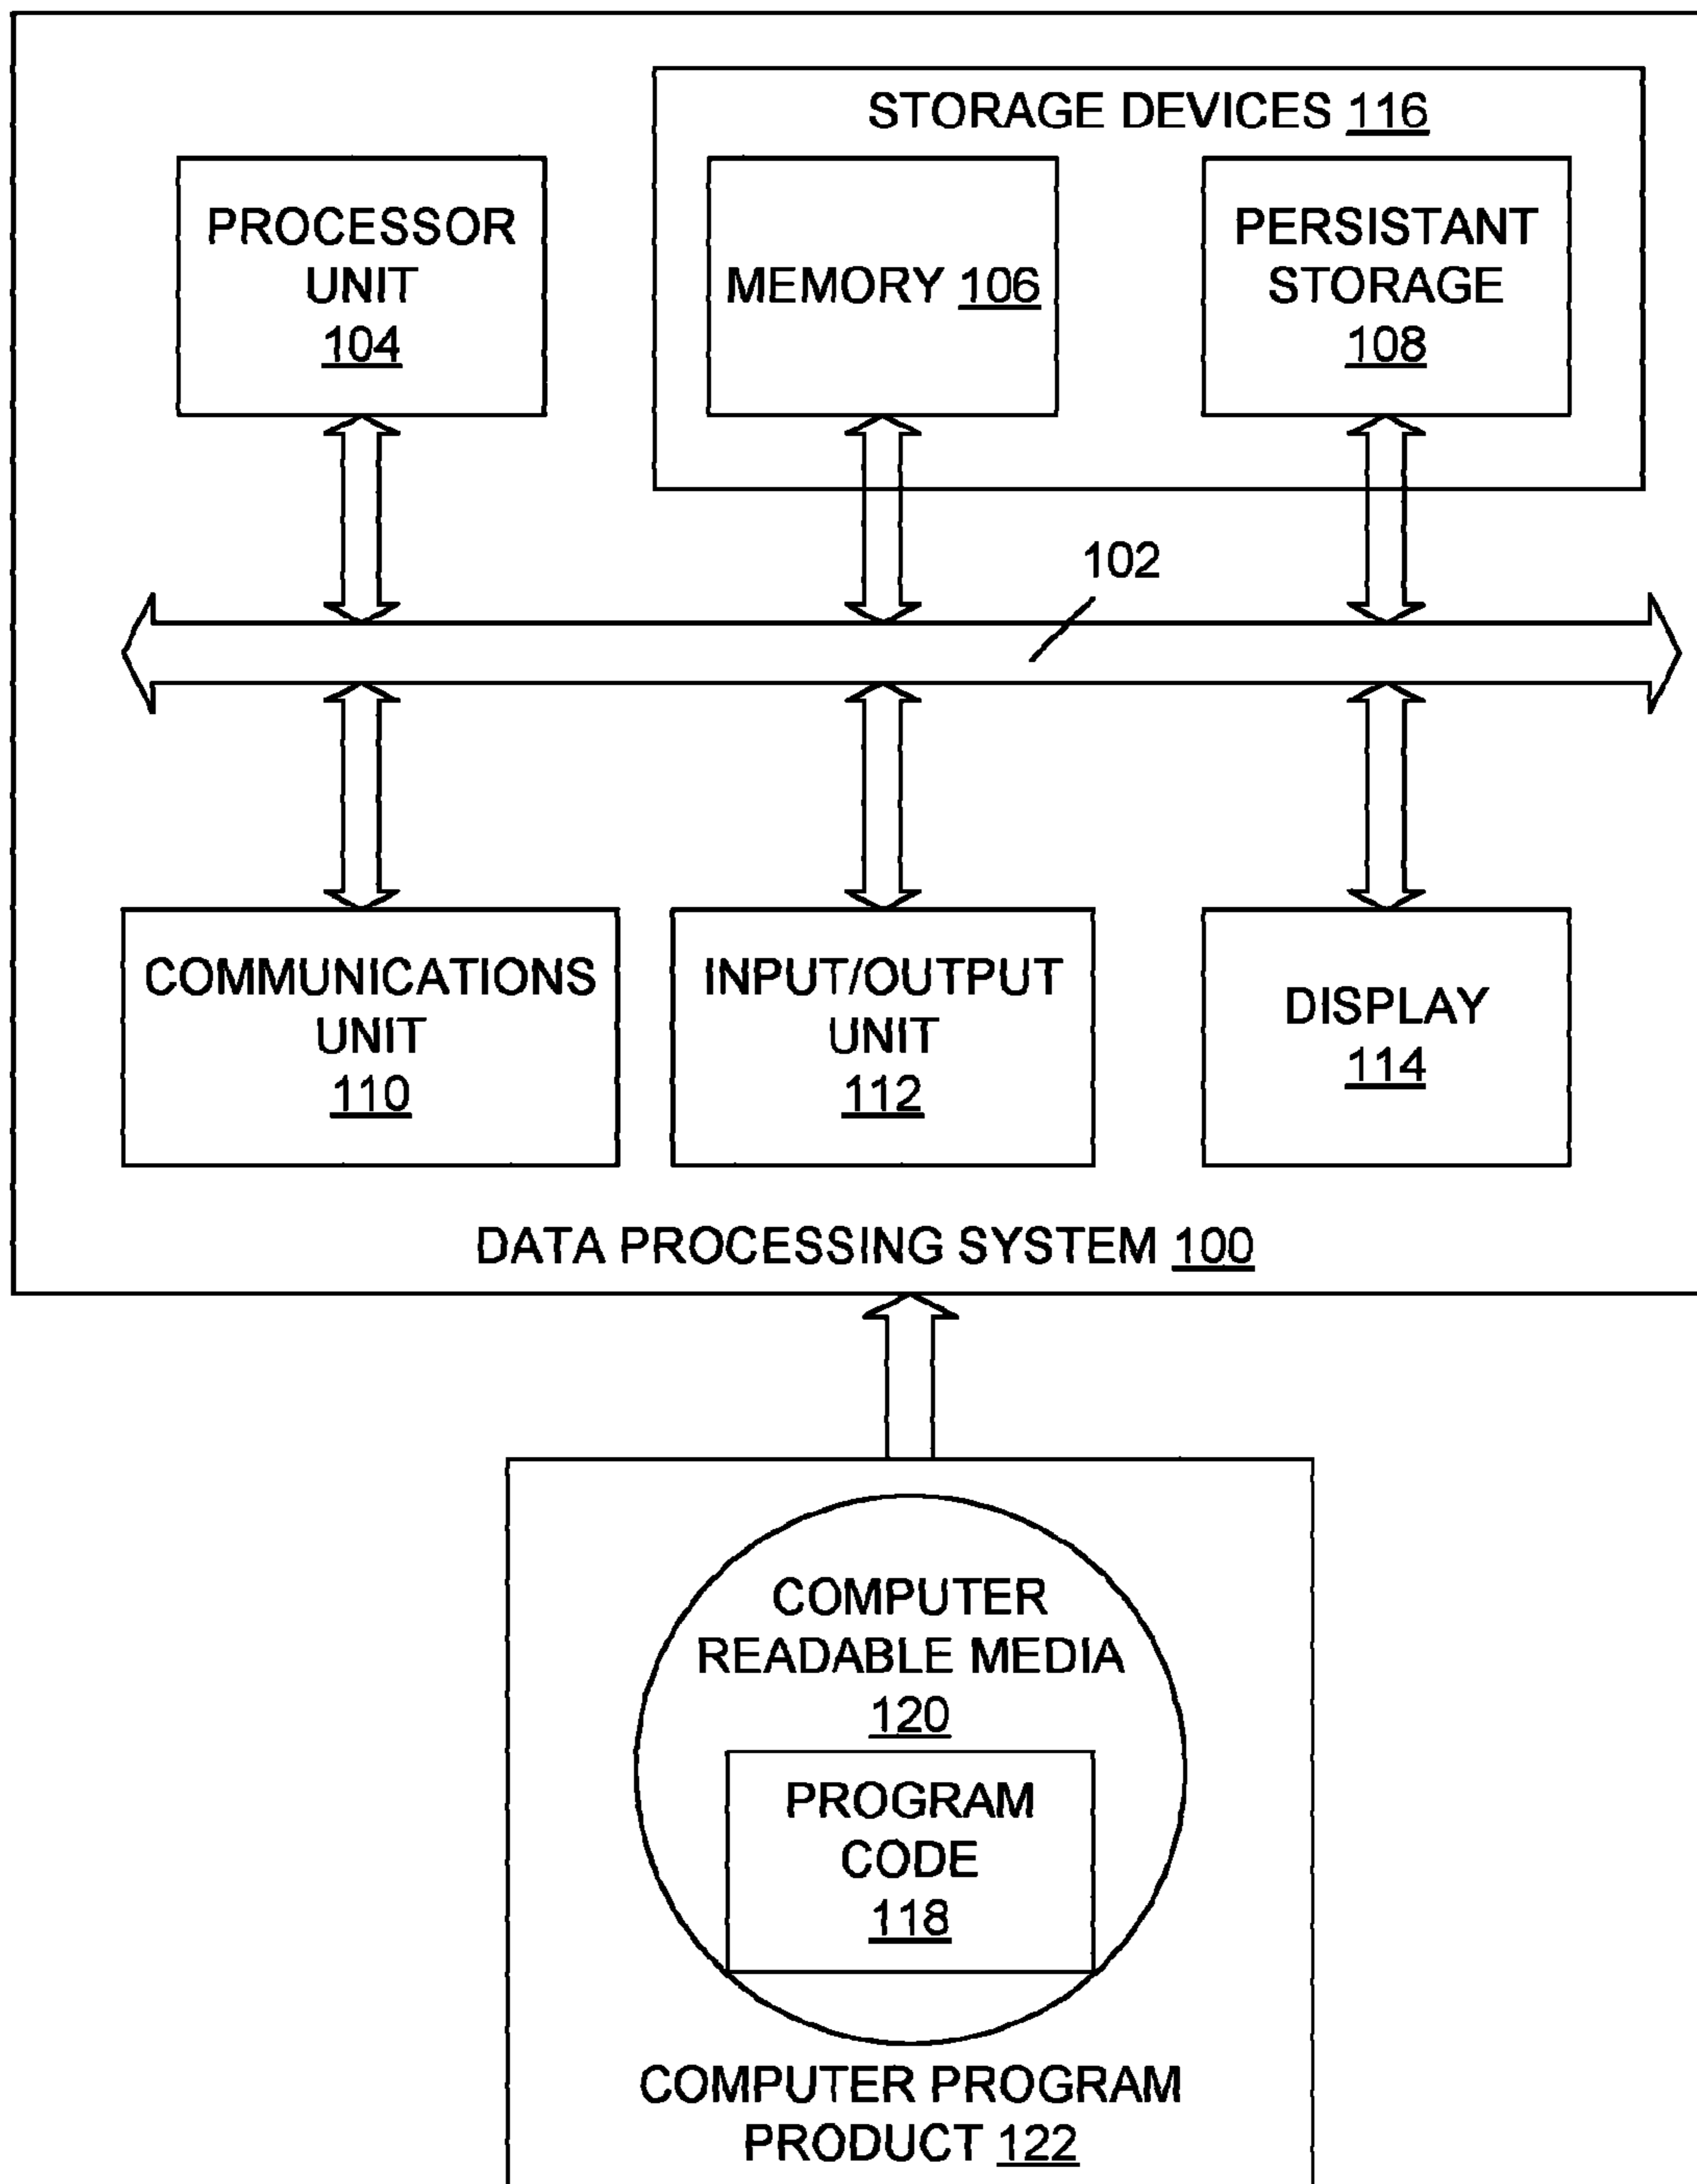 STORAGE DEVICES 116
PROCESSOR
UNIT
104
MEMORY 106
PERSISTANT
STORAGE
108
102
COMMUNICATIONS
UNIT
110
INPUT/OUTPUT
UNIT
112
DISPLAY
114
DATA PROCESSING SYSTEM 100
COMPUTER
READABLE MEDIA
120
PROGRAM
CODE
118
COMPUTER PROGRAM
PRODUCT 122